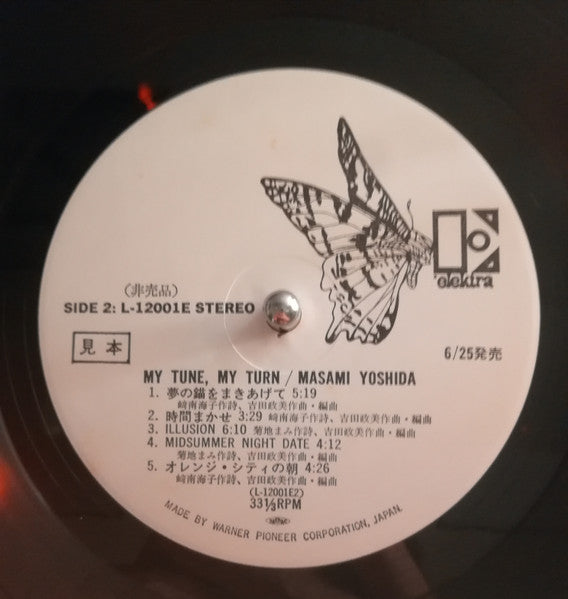 elektra
(非売品)
SIDE 2: L-12001E STEREO
見本
6/25発売
MY TUNE, MY TURN / MASAMI YOSHIDA
1. 夢の錨をまきあげて 5:19
崎南海子作詩、吉田政美作曲・編曲
2. 時間まかせ 3:29 崎南海子作詩、吉田政美作曲・編曲
3. ILLUSION 6:10 菊地まみ作詩、吉田政美作曲・編曲
4. MIDSUMMER NIGHT DATE 4:12
菊地まみ作詩、吉田政美作曲・編曲
5. オレンジ・シティの朝 4:26
崎南海子作詩、吉田政美作曲・編曲
(L-12001E2)
33⅓RPM
MADE BY WARNER PIONEER CORPORATION, JAPAN.